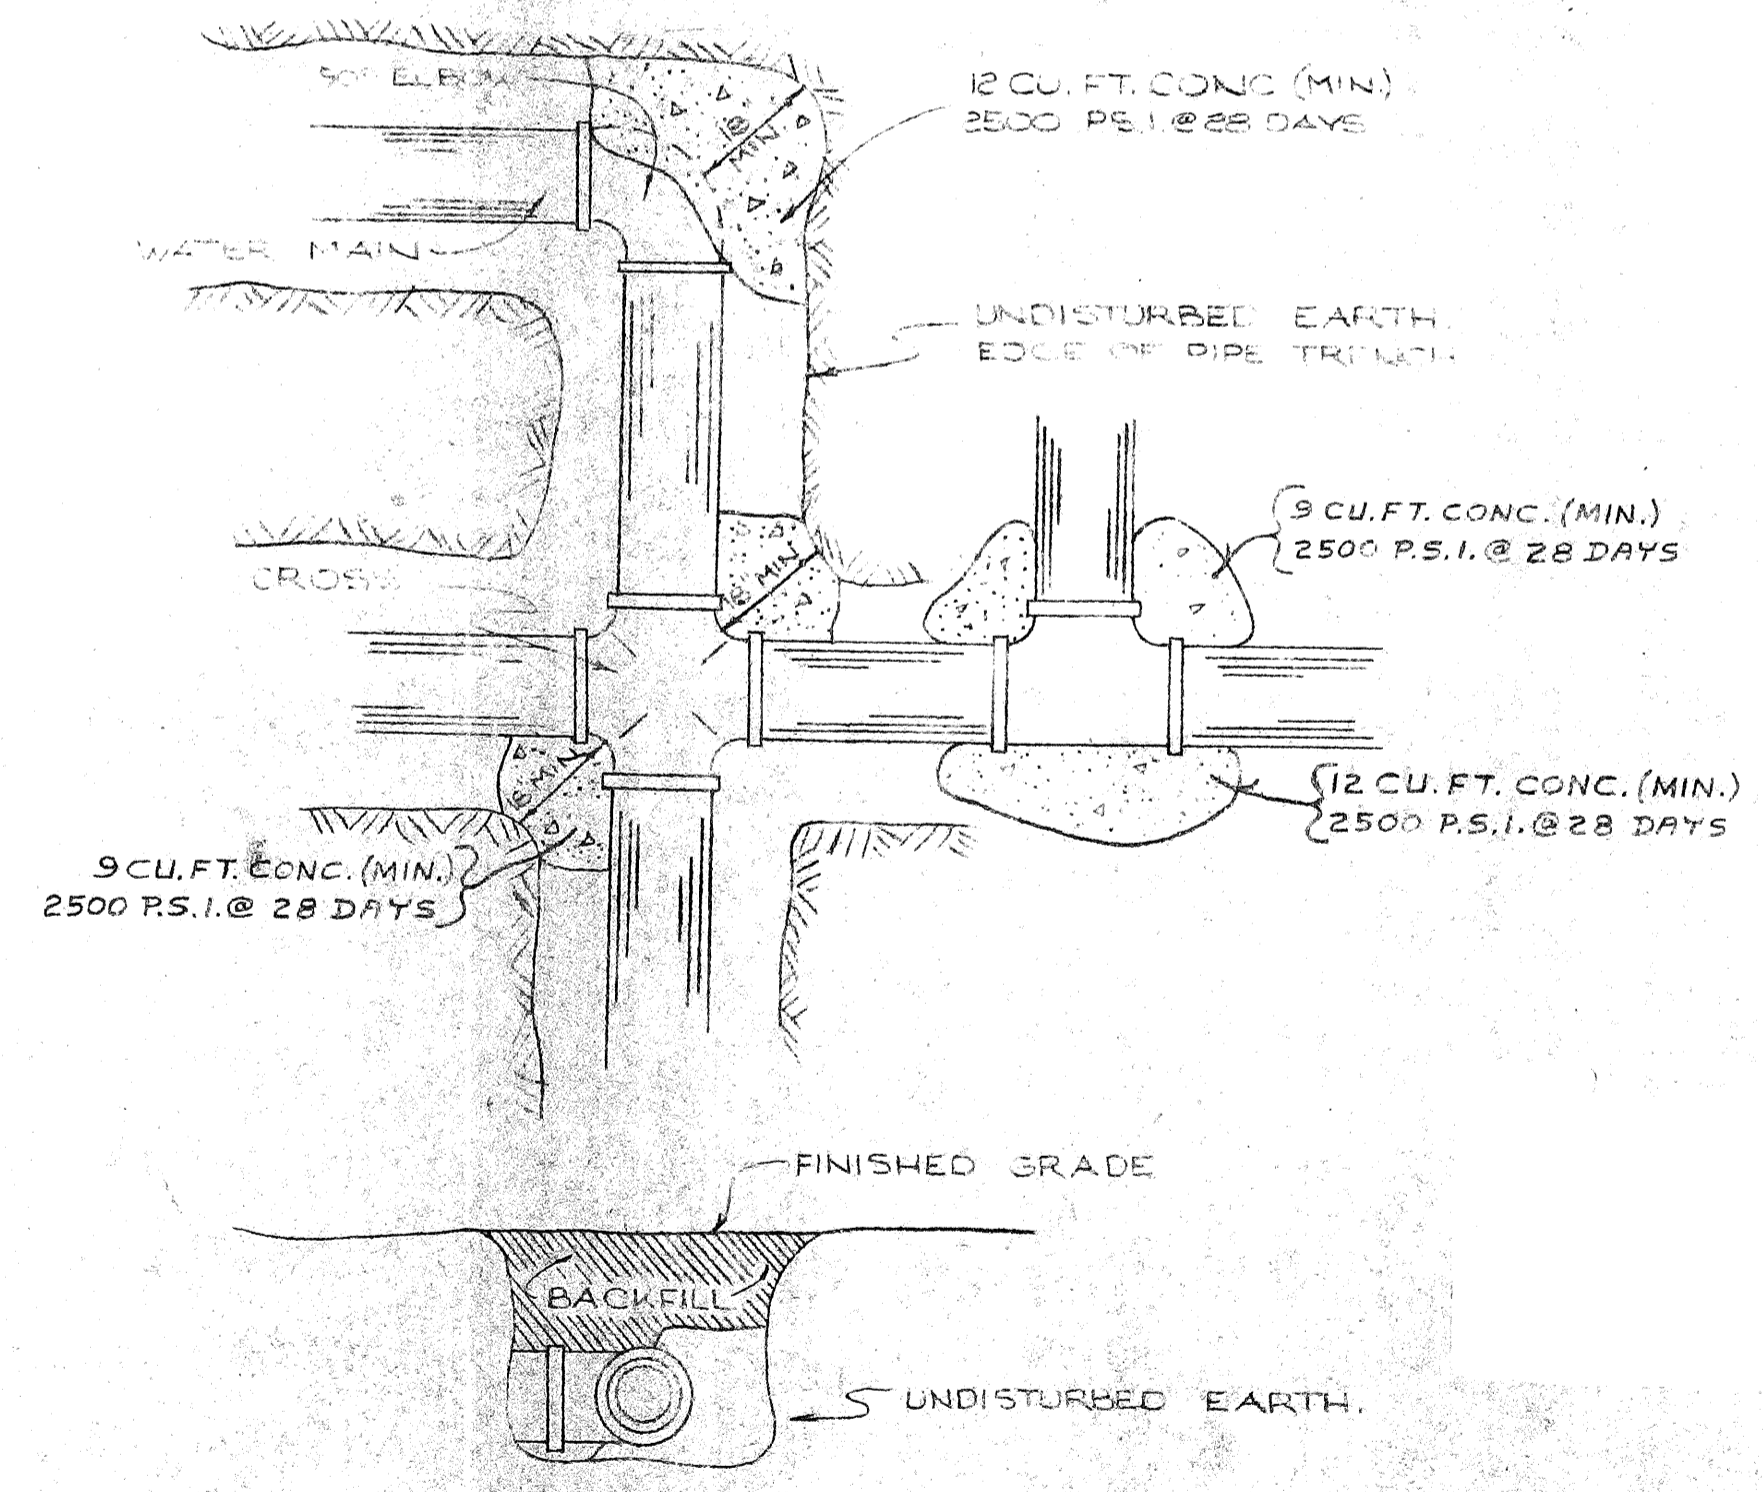 90° ELBOW
12 CU. FT. CONC (MIN.)
2500 P.S.I. @ 28 DAYS
18 MIN
WATER MAIN
UNDISTURBED EARTH
EDGE OF PIPE TRENCH
9 CU.FT. CONC. (MIN.)
2500 P.S.I. @ 28 DAYS
18 MIN
CROSS
18 MIN
12 CU. FT. CONC. (MIN.)
2500 P.S.I. @ 28 DAYS
9 CU. FT. CONC. (MIN.)
2500 P.S.I. @ 28 DAYS
FINISHED GRADE
BACKFILL
UNDISTURBED EARTH.